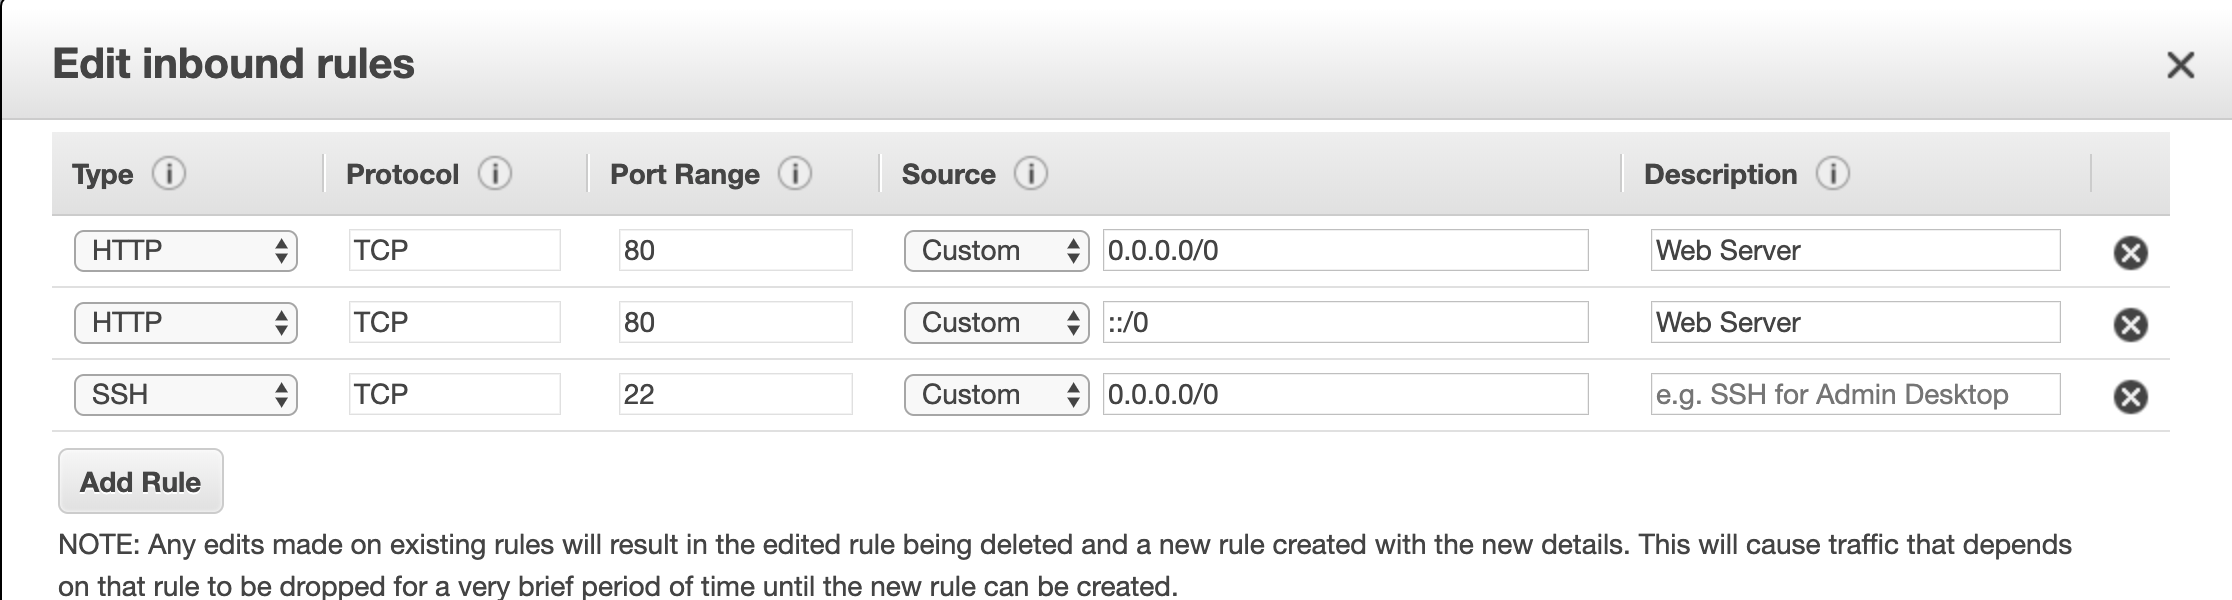 Edit inbound rules
Type Protocol Port Range Source Description
HTTP TCP 80 Custom 0.0.0.0/0 Web Server
HTTP TCP 80 Custom ::/0 Web Server
SSH TCP 22 Custom 0.0.0.0/0 e.g. SSH for Admin Desktop
Add Rule
NOTE: Any edits made on existing rules will result in the edited rule being deleted and a new rule created with the new details. This will cause traffic that depends
on that rule to be dropped for a very brief period of time until the new rule can be created.